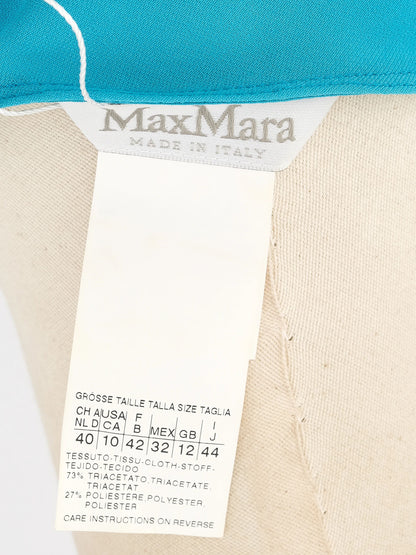 MaxMara
MADE IN ITALY
GRÖSSE TAILLE TALLA SIZE TAGLIA
CH A USA F I
NL D CA B MEX GB J
40 10 42 32 12 44
TESSUTO-TISSU-CLOTH-STOFF-
TEJIDO-TECIDO
73% TRIACETATO, TRIACETATE,
TRIACETAT
27% POLIESTERE, POLYESTER,
POLIESTER
CARE INSTRUCTIONS ON REVERSE